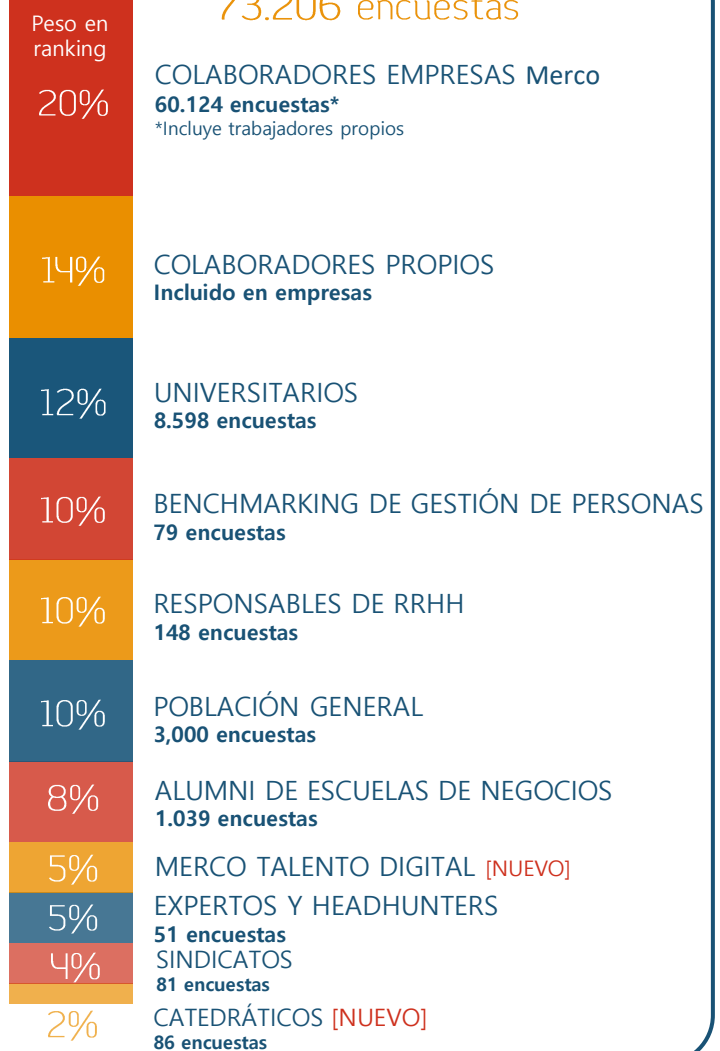 73.206 encuestas
Peso en
ranking
20%
COLABORADORES EMPRESAS Merco
60.124 encuestas*
*Incluye trabajadores propios
14%
COLABORADORES PROPIOS
Incluido en empresas
12%
UNIVERSITARIOS
8.598 encuestas
10%
BENCHMARKING DE GESTIÓN DE PERSONAS
79 encuestas
10%
RESPONSABLES DE RRHH
148 encuestas
10%
POBLACIÓN GENERAL
3,000 encuestas
8%
ALUMNI DE ESCUELAS DE NEGOCIOS
1.039 encuestas
5%
MERCO TALENTO DIGITAL [NUEVO]
5%
EXPERTOS Y HEADHUNTERS
51 encuestas
4%
SINDICATOS
81 encuestas
2%
CATEDRÁTICOS [NUEVO]
86 encuestas